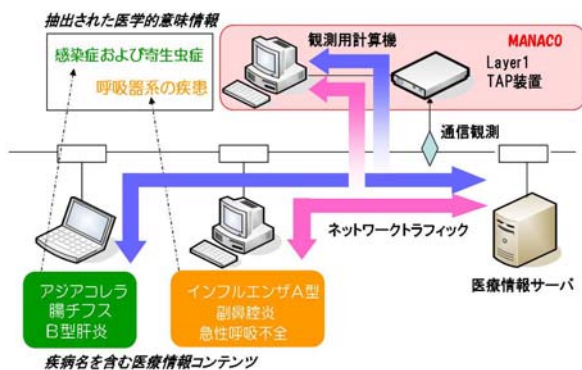 抽出された医学的意味情報
感染症および寄生虫症
呼吸器系の疾患
観測用計算機
MANACO
Layer1
TAP装置
通信観測
ネットワークトラフィック
医療情報サーバ
アジアコレラ
腸チフス
B型肝炎
インフルエンザA型
副鼻腔炎
急性呼吸不全
疾病名を含む医療情報コンテンツ